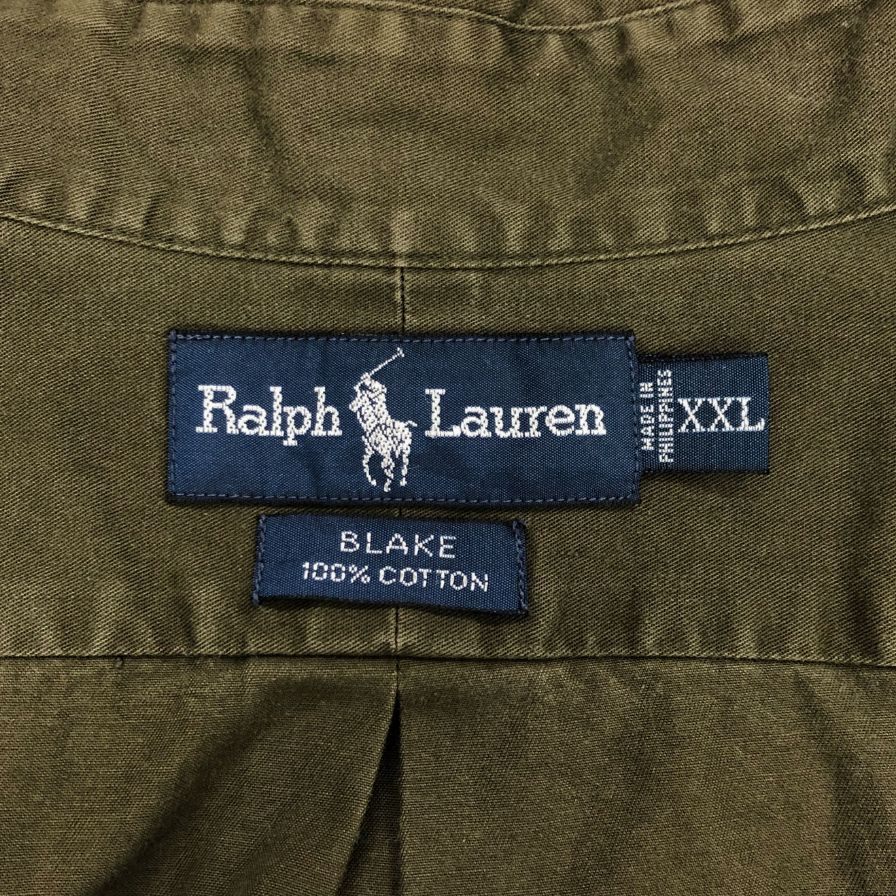 Ralph Lauren
MADE IN
PHILIPPINES
XXL
BLAKE
100% COTTON